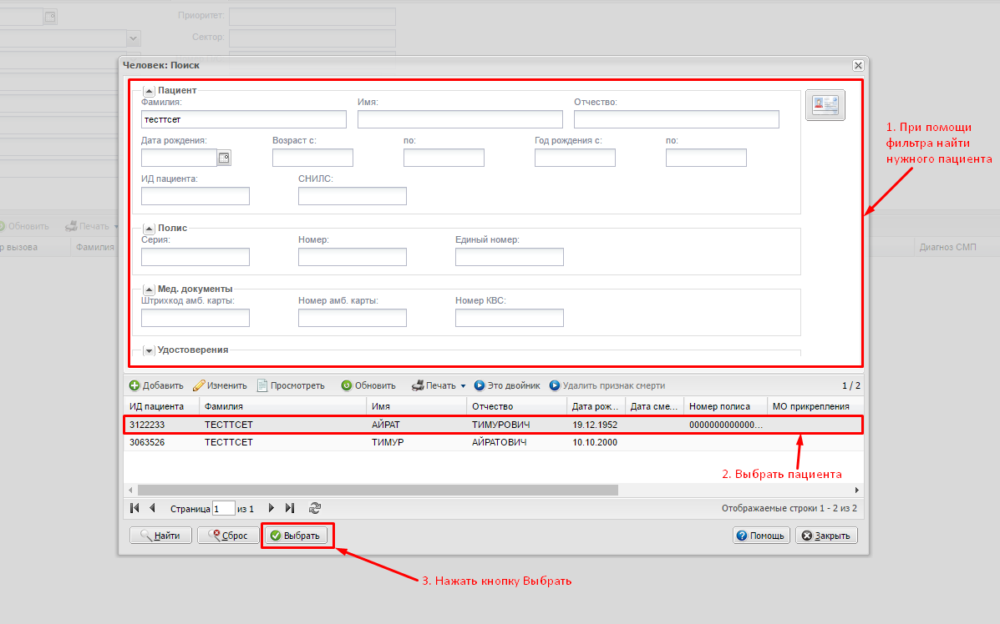 Приоритет:
Сектор:
Человек: Поиск
Пациент
Фамилия: Имя: Отчество:
тесттсет
Дата рождения: Возраст с: по: Год рождения с: по:
1. При помощи
фильтра найти
нужного пациента
ИД пациента: СНИЛС:
Обновить Печать
Полис
Серия: Номер: Единый номер:
р вызова Фамилия Диагноз СМП
Мед. документы
Штрихкод амб. карты: Номер амб. карты: Номер КВС:
Удостоверения
Добавить Изменить Просмотреть Обновить Печать Это двойник Удалить признак смерти 1 / 2
ИД пациента Фамилия Имя Отчество Дата рож... Дата сме... Номер полиса МО прикрепления
3122233 ТЕСТТСЕТ АЙРАТ ТИМУРОВИЧ 19.12.1952 0000000000000...
3063526 ТЕСТТСЕТ ТИМУР АЙРАТОВИЧ 10.10.2000
2. Выбрать пациента
Страница 1 из 1 Отображаемые строки 1 - 2 из 2
Найти Сброс Выбрать Помощь Закрыть
3. Нажать кнопку Выбрать